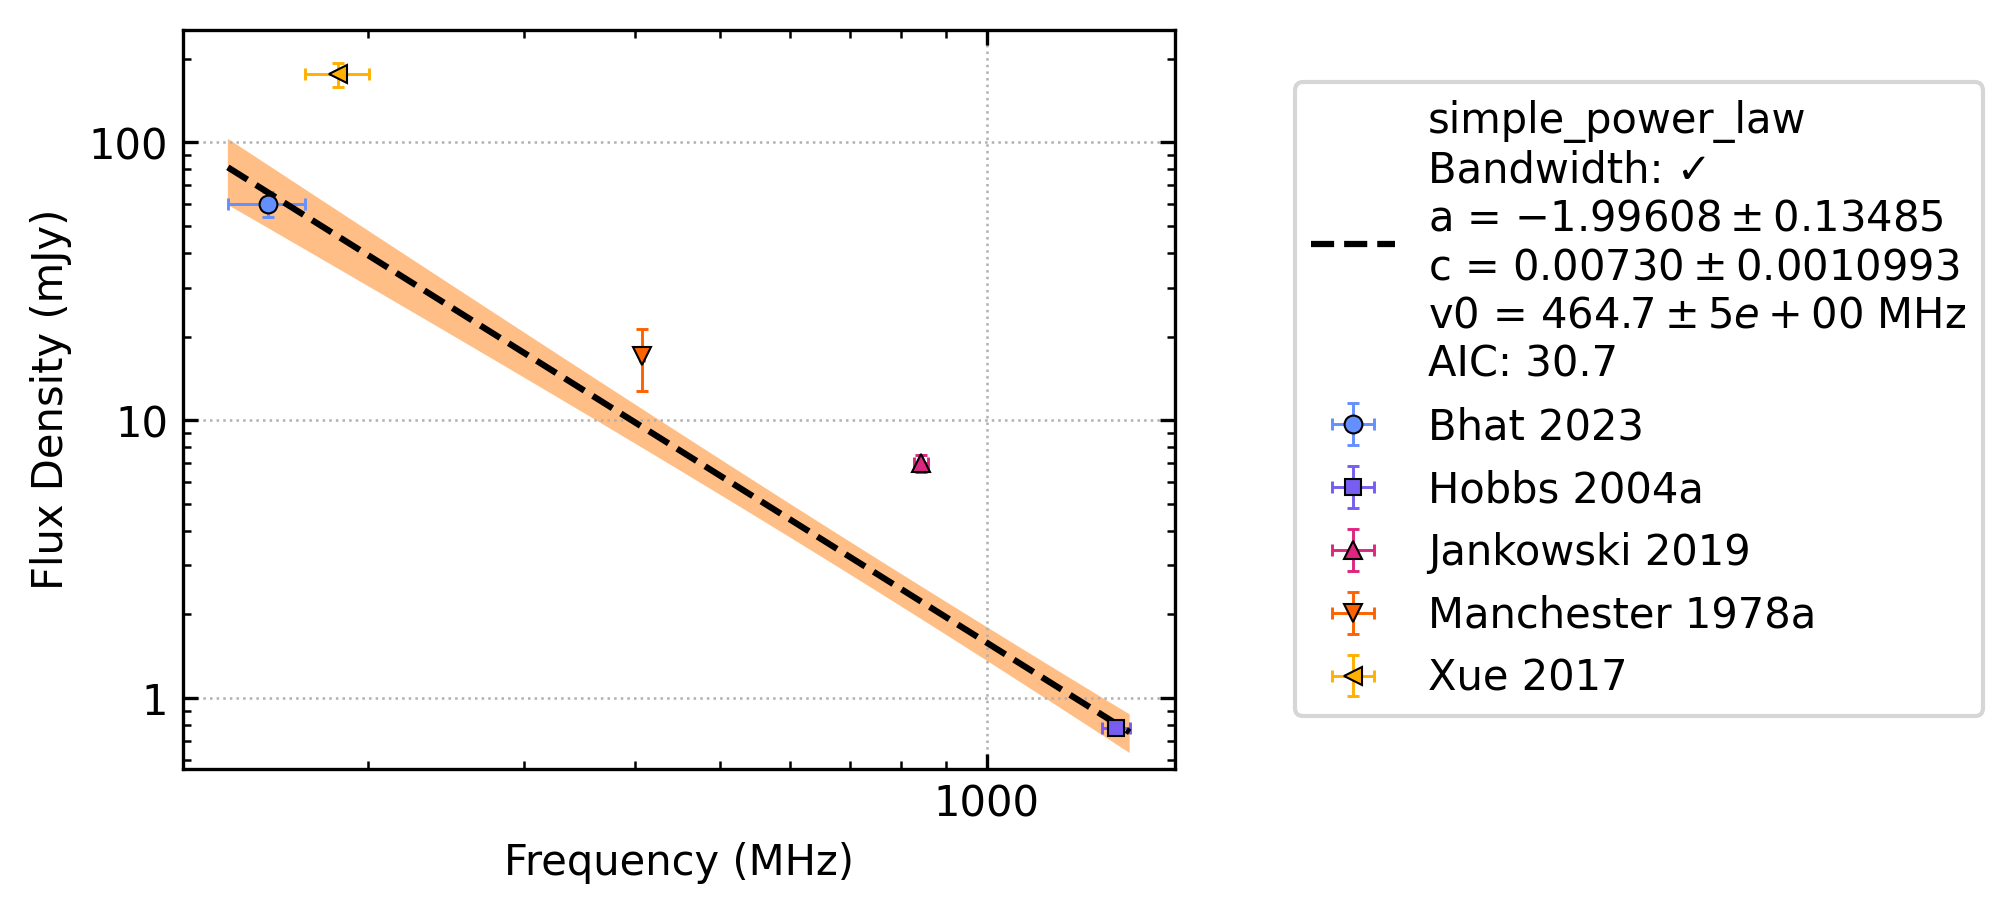 100
10
1
1000
Flux Density (mJy)
Frequency (MHz)
simple_power_law
Bandwidth: ✓
a = −1.99608 ± 0.13485
c = 0.00730 ± 0.0010993
v0 = 464.7 ± 5e + 00 MHz
AIC: 30.7
Bhat 2023
Hobbs 2004a
Jankowski 2019
Manchester 1978a
Xue 2017